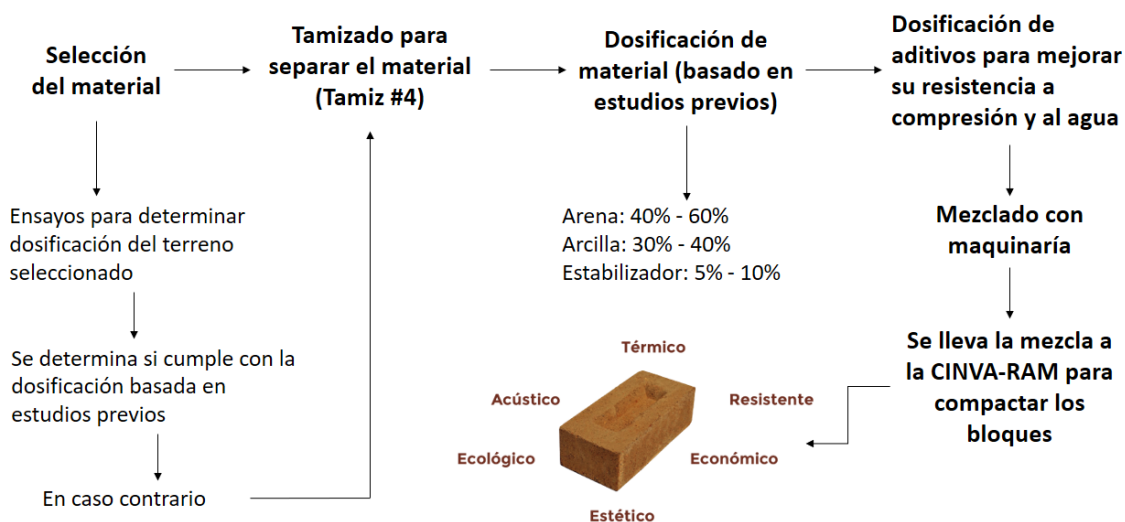 Selección
del material
Tamizado para
separar el material
(Tamiz #4)
Dosificación de
material (basado en
estudios previos)
Dosificación de
aditivos para mejorar
su resistencia a
compresión y al agua
Ensayos para determinar
dosificación del terreno
seleccionado
Se determina si cumple con la
dosificación basada en
estudios previos
En caso contrario
Arena: 40% - 60%
Arcilla: 30% - 40%
Estabilizador: 5% - 10%
Mezclado con
maquinaría
Se lleva la mezcla a
la CINVA-RAM para
compactar los
bloques
Térmico
Acústico
Resistente
Ecológico
Económico
Estético